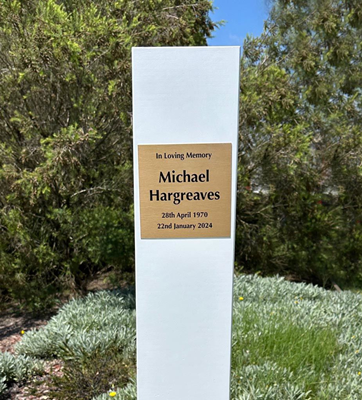 In Loving Memory
Michael
Hargreaves
28th April 1970
22nd January 2024